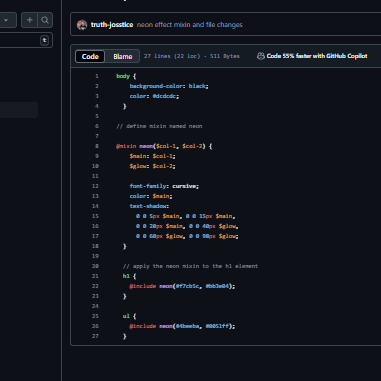 t
truth-josstice neon effect mixin and file changes
Code Blame 27 lines (22 loc) · 511 Bytes Code 55% faster with GitHub Copilot
1 body {
2 background-color: black;
3 color: #dcdcdc;
4 }
5
6 // define mixin named neon
7
8 @mixin neon($col-1, $col-2) {
9 $main: $col-1;
10 $glow: $col-2;
11
12 font-family: cursive;
13 color: $main;
14 text-shadow:
15 0 0 5px $main, 0 0 15px $main,
16 0 0 20px $main, 0 0 40px $glow,
17 0 0 60px $glow, 0 0 90px $glow;
18 }
19
20 // apply the neon mixin to the h1 element
21 h1 {
22 @include neon(#f7cb5c, #bb3e04);
23 }
24
25 ul {
26 @include neon(#4beeba, #0051ff);
27 }